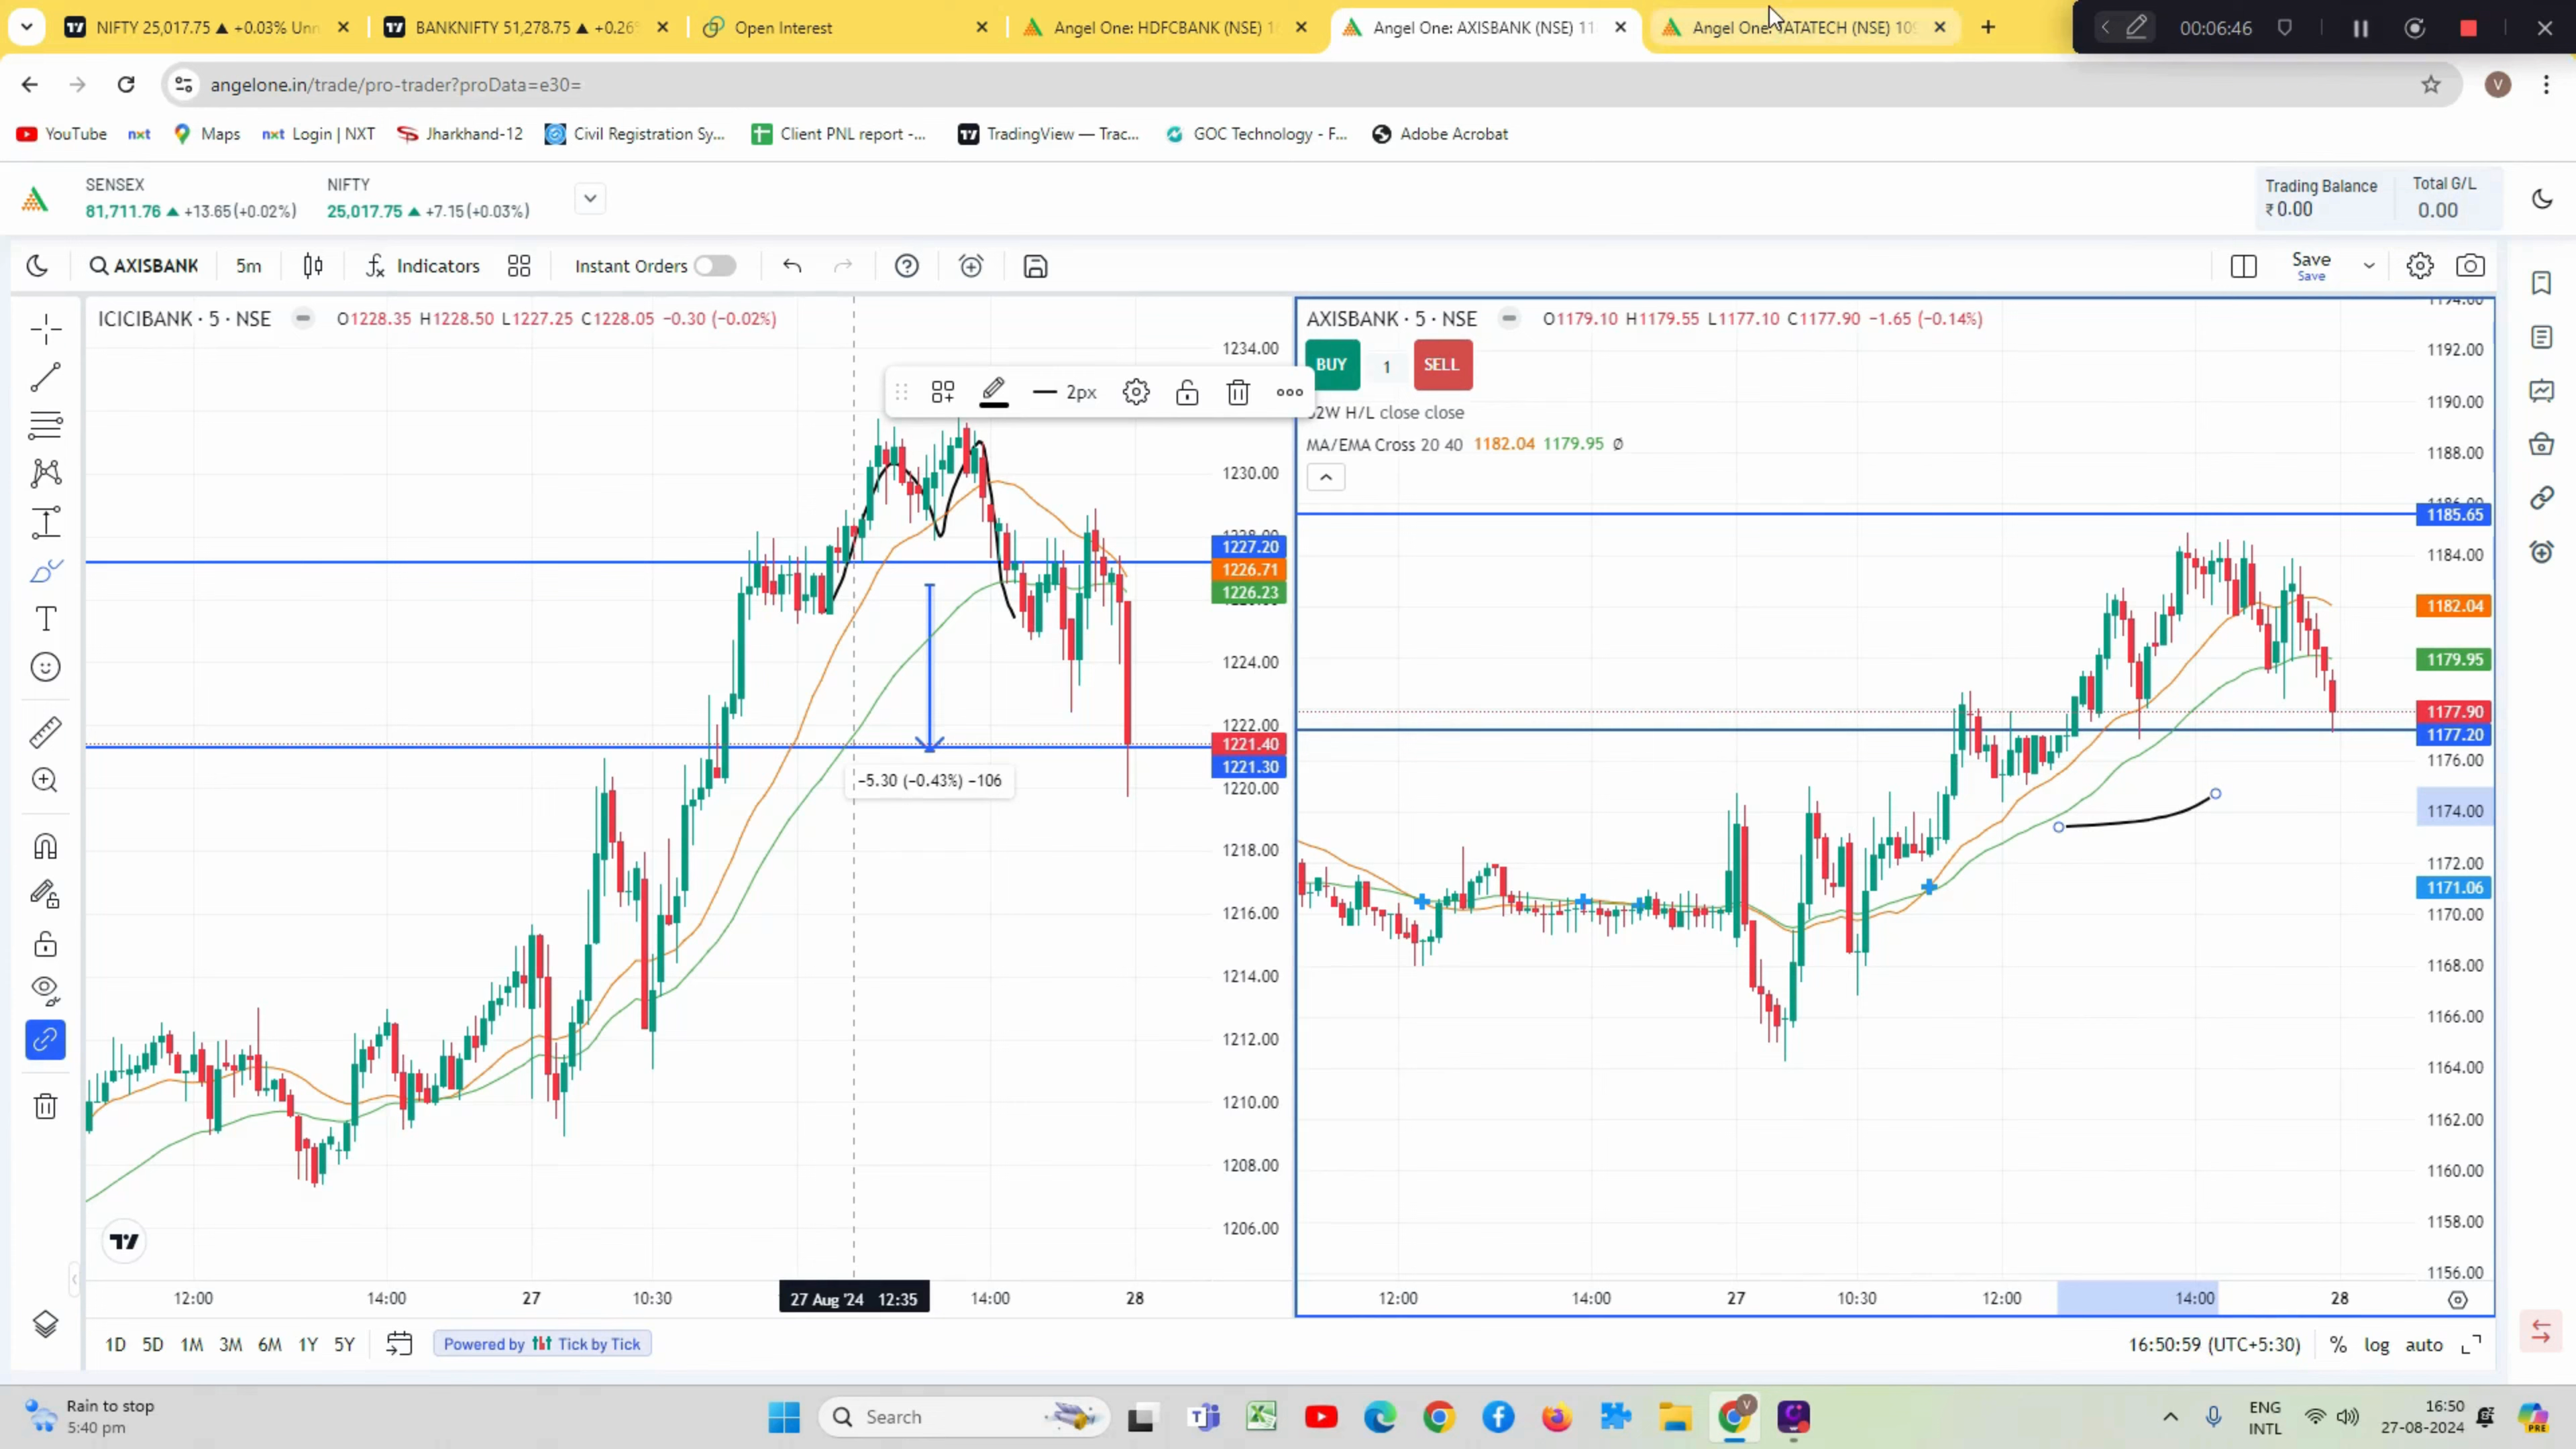 NIFTY 25,017.75 ▲ +0.03% Unn
BANKNIFTY 51,278.75 ▲ +0.26%
Open Interest
Angel One: HDFCBANK (NSE) 1
Angel One: AXISBANK (NSE) 11
Angel One: TATATECH (NSE) 109
00:06:46
angelone.in/trade/pro-trader?proData=e30=
V
YouTube
nxt
Maps
nxt Login | NXT
Jharkhand-12
Civil Registration Sy...
Client PNL report -...
TradingView — Trac...
GOC Technology - F...
Adobe Acrobat
SENSEX
81,711.76 ▲ +13.65(+0.02%)
NIFTY
25,017.75 ▲ +7.15(+0.03%)
Trading Balance
₹0.00
Total G/L
0.00
AXISBANK
5m
Indicators
Instant Orders
Save
Save
ICICIBANK · 5 · NSE
O1228.35 H1228.50 L1227.25 C1228.05 −0.30 (−0.02%)
2px
1234.00
1230.00
1227.20
1226.71
1226.23
1224.00
1222.00
1221.40
1221.30
1220.00
1218.00
1216.00
1214.00
1212.00
1210.00
1208.00
1206.00
−5.30 (−0.43%) −106
12:00
14:00
27
10:30
27 Aug '24 12:35
14:00
28
AXISBANK · 5 · NSE
O1179.10 H1179.55 L1177.10 C1177.90 −1.65 (−0.14%)
BUY
1
SELL
52W H/L close close
MA/EMA Cross 20 40 1182.04 1179.95 Ø
1192.00
1190.00
1188.00
1185.65
1184.00
1182.04
1179.95
1177.90
1177.20
1176.00
1174.00
1172.00
1171.06
1170.00
1168.00
1166.00
1164.00
1162.00
1160.00
1158.00
1156.00
12:00
14:00
27
10:30
12:00
14:00
28
1D 5D 1M 3M 6M 1Y 5Y
Powered by Tick by Tick
16:50:59 (UTC+5:30)
% log auto
Rain to stop
5:40 pm
Search
ENG
INTL
16:50
27-08-2024
PRE